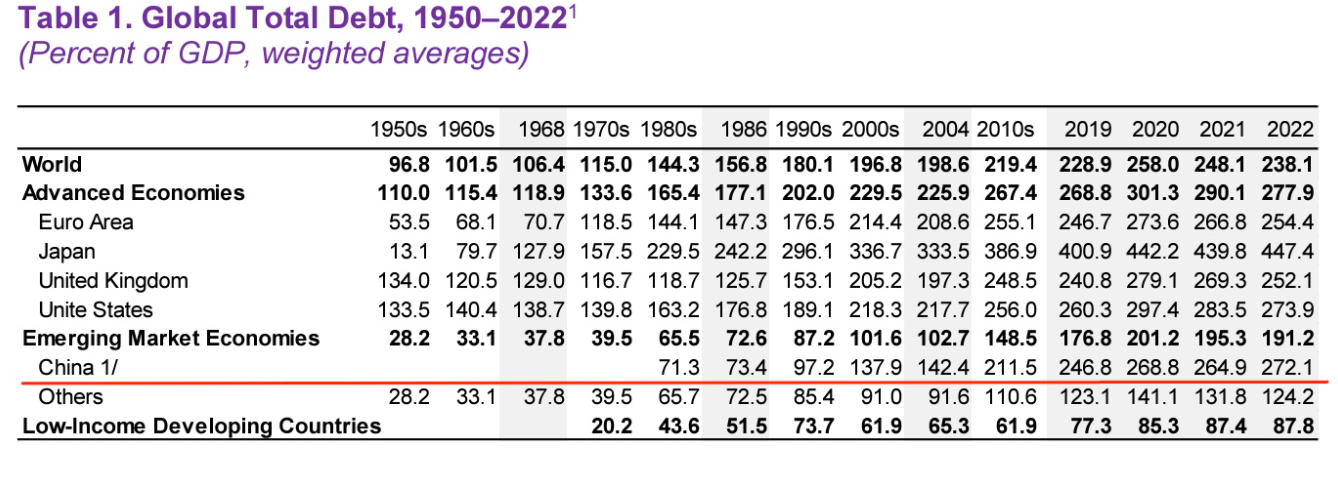 Table 1. Global Total Debt, 1950–2022¹
(Percent of GDP, weighted averages)
1950s 1960s 1968 1970s 1980s 1986 1990s 2000s 2004 2010s 2019 2020 2021 2022
World 96.8 101.5 106.4 115.0 144.3 156.8 180.1 196.8 198.6 219.4 228.9 258.0 248.1 238.1
Advanced Economies 110.0 115.4 118.9 133.6 165.4 177.1 202.0 229.5 225.9 267.4 268.8 301.3 290.1 277.9
Euro Area 53.5 68.1 70.7 118.5 144.1 147.3 176.5 214.4 208.6 255.1 246.7 273.6 266.8 254.4
Japan 13.1 79.7 127.9 157.5 229.5 242.2 296.1 336.7 333.5 386.9 400.9 442.2 439.8 447.4
United Kingdom 134.0 120.5 129.0 116.7 118.7 125.7 153.1 205.2 197.3 248.5 240.8 279.1 269.3 252.1
Unite States 133.5 140.4 138.7 139.8 163.2 176.8 189.1 218.3 217.7 256.0 260.3 297.4 283.5 273.9
Emerging Market Economies 28.2 33.1 37.8 39.5 65.5 72.6 87.2 101.6 102.7 148.5 176.8 201.2 195.3 191.2
China 1/ 71.3 73.4 97.2 137.9 142.4 211.5 246.8 268.8 264.9 272.1
Others 28.2 33.1 37.8 39.5 65.7 72.5 85.4 91.0 91.6 110.6 123.1 141.1 131.8 124.2
Low-Income Developing Countries 20.2 43.6 51.5 73.7 61.9 65.3 61.9 77.3 85.3 87.4 87.8